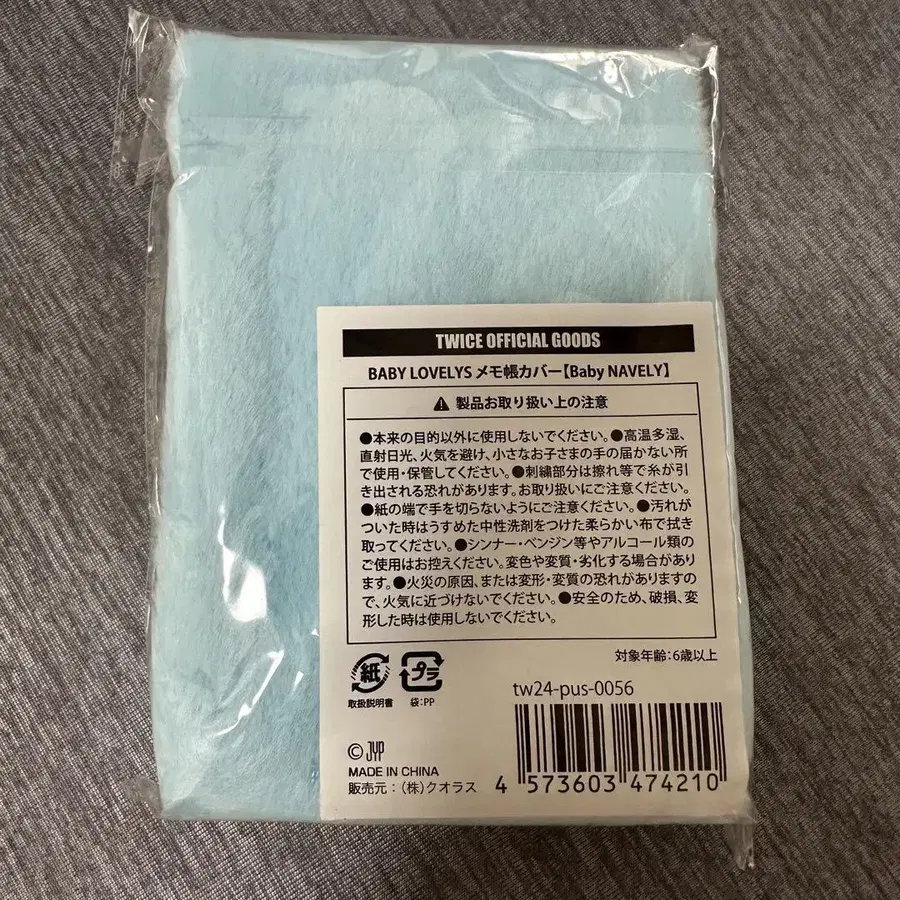 TWICE OFFICIAL GOODS
BABY LOVELYS メモ帳カバー【Baby NAVELY】
⚠ 製品お取り扱い上の注意
●本来の目的以外に使用しないでください。●高温多湿、
直射日光、火気を避け、小さなお子さまの手の届かない所
で使用・保管してください。●刺繍部分は擦れ等で糸が引
き出される恐れがあります。お取り扱いにご注意ください。
●紙の端で手を切らないようにご注意ください。●汚れが
ついた時はうすめた中性洗剤をつけた柔らかい布で拭き
取ってください。●シンナー・ベンジン等やアルコール類の
ご使用はお控えください。変色や変質・劣化する場合があり
ます。●火災の原因、または変形・変質の恐れがありますの
で、火気に近づけないでください。●安全のため、破損、変
形した時は使用しないでください。
対象年齢:6歳以上
紙
プラ
取扱説明書
袋:PP
tw24-pus-0056
© JYP
MADE IN CHINA
販売元:(株)クオラス
4 573603 474210